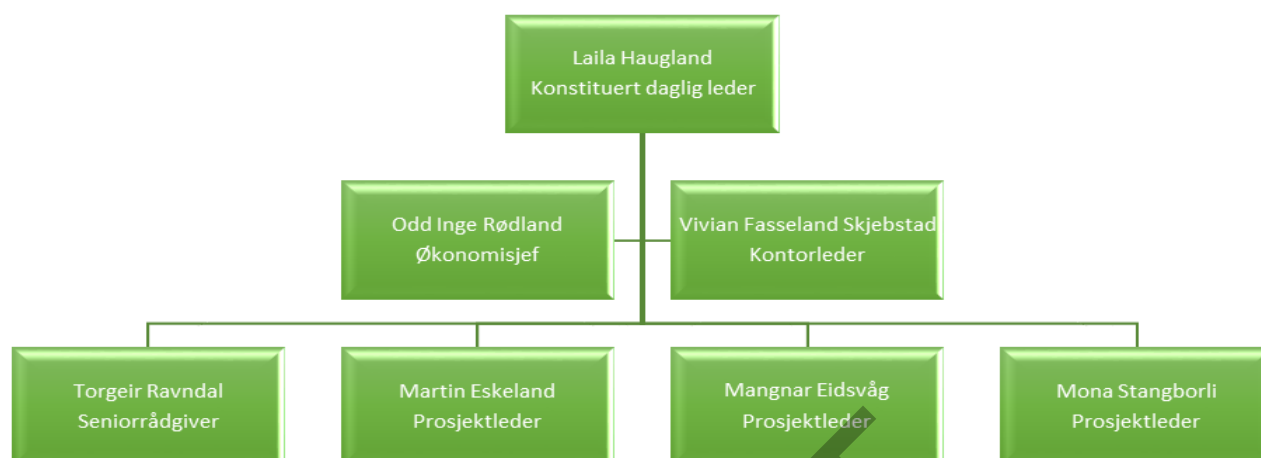 Laila Haugland
Konstituert daglig leder
Odd Inge Rødland
Økonomisjef
Vivian Fasseland Skjebstad
Kontorleder
Torgeir Ravndal
Seniorrådgiver
Martin Eskeland
Prosjektleder
Mangnar Eidsvåg
Prosjektleder
Mona Stangborli
Prosjektleder